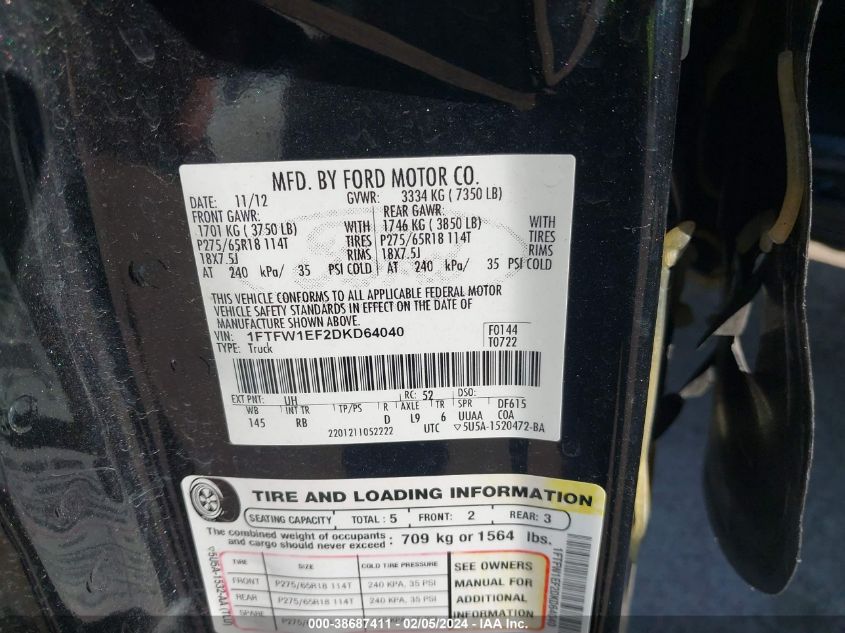 MFD. BY FORD MOTOR CO.
DATE: 11/12 GVWR: 3334 KG ( 7350 LB)
FRONT GAWR: REAR GAWR:
1701 KG ( 3750 LB) WITH 1746 KG ( 3850 LB) WITH
P275/65R18 114T TIRES P275/65R18 114T TIRES
18X7.5J RIMS 18X7.5J RIMS
AT 240 kPa/ 35 PSI COLD AT 240 kPa/ 35 PSI COLD
THIS VEHICLE CONFORMS TO ALL APPLICABLE FEDERAL MOTOR
VEHICLE SAFETY STANDARDS IN EFFECT ON THE DATE OF
MANUFACTURE SHOWN ABOVE.
VIN: 1FTFW1EF2DKD64040 F0144
TYPE: Truck T0722
EXT PNT: UH RC: 52 DSO:
WB INT TR TP/PS R AXLE TR SPR DF615
145 RB D L9 6 UUAA COA
2201211052222 UTC ▽5U5A-1520472-BA
TIRE AND LOADING INFORMATION
SEATING CAPACITY TOTAL: 5 FRONT: 2 REAR: 3
The combined weight of occupants
and cargo should never exceed: 709 kg or 1564 lbs.
TIRE SIZE COLD TIRE PRESSURE
FRONT P275/65R18 114T 240 KPA, 35 PSI
REAR P275/65R18 114T 240 KPA, 35 PSI
SPARE
SEE OWNERS
MANUAL FOR
ADDITIONAL
INFORMATION
1FTFW1EF2DKD64040
000-38687411 - 02/05/2024 - IAA Inc.